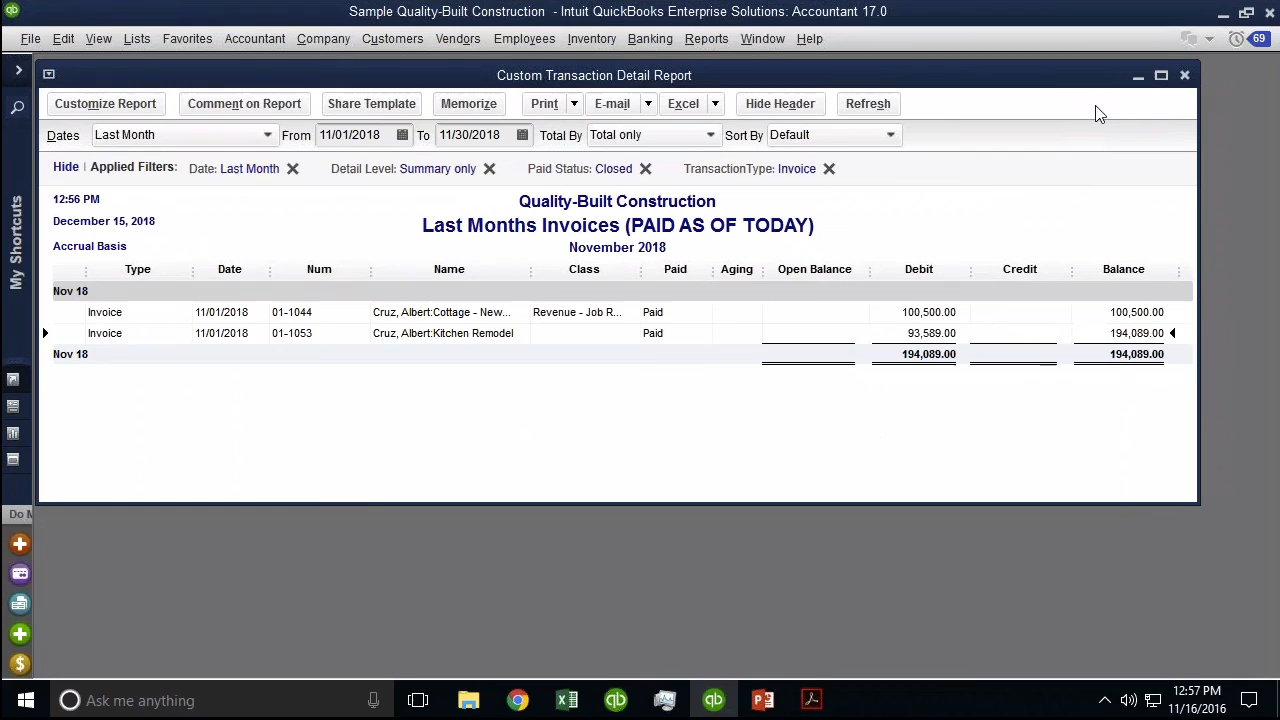 Sample Quality-Built Construction - Intuit QuickBooks Enterprise Solutions: Accountant 17.0
File Edit View Lists Favorites Accountant Company Customers Vendors Employees Inventory Banking Reports Window Help 69
Custom Transaction Detail Report
Customize Report Comment on Report Share Template Memorize Print E-mail Excel Hide Header Refresh
Dates Last Month From 11/01/2018 To 11/30/2018 Total By Total only Sort By Default
Hide Applied Filters: Date: Last Month Detail Level: Summary only Paid Status: Closed TransactionType: Invoice
12:56 PM Quality-Built Construction
December 15, 2018 Last Months Invoices (PAID AS OF TODAY)
Accrual Basis November 2018
Type Date Num Name Class Paid Aging Open Balance Debit Credit Balance
Nov 18
Invoice 11/01/2018 01-1044 Cruz, Albert:Cottage - New... Revenue - Job R... Paid 100,500.00 100,500.00
Invoice 11/01/2018 01-1053 Cruz, Albert:Kitchen Remodel Paid 93,589.00 194,089.00
Nov 18 194,089.00 194,089.00
My Shortcuts
Do M
Ask me anything
12:57 PM
11/16/2016